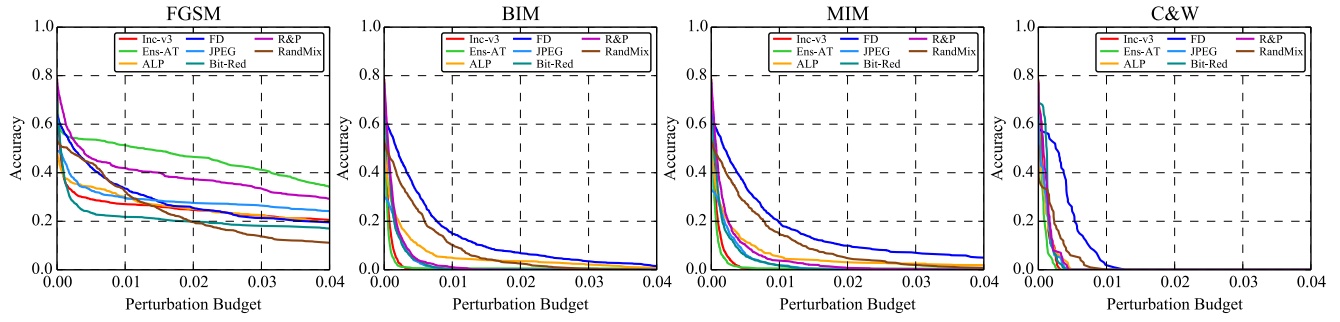 FGSM
1.0
0.8
0.6
0.4
0.2
0.0
Accuracy
Inc-v3 FD R&P
Ens-AT JPEG RandMix
ALP Bit-Red
0.00 0.01 0.02 0.03 0.04
Perturbation Budget
BIM
1.0
0.8
0.6
0.4
0.2
0.0
Accuracy
Inc-v3 FD R&P
Ens-AT JPEG RandMix
ALP Bit-Red
0.00 0.01 0.02 0.03 0.04
Perturbation Budget
MIM
1.0
0.8
0.6
0.4
0.2
0.0
Accuracy
Inc-v3 FD R&P
Ens-AT JPEG RandMix
ALP Bit-Red
0.00 0.01 0.02 0.03 0.04
Perturbation Budget
C&W
1.0
0.8
0.6
0.4
0.2
0.0
Accuracy
Inc-v3 FD R&P
Ens-AT JPEG RandMix
ALP Bit-Red
0.00 0.01 0.02 0.03 0.04
Perturbation Budget